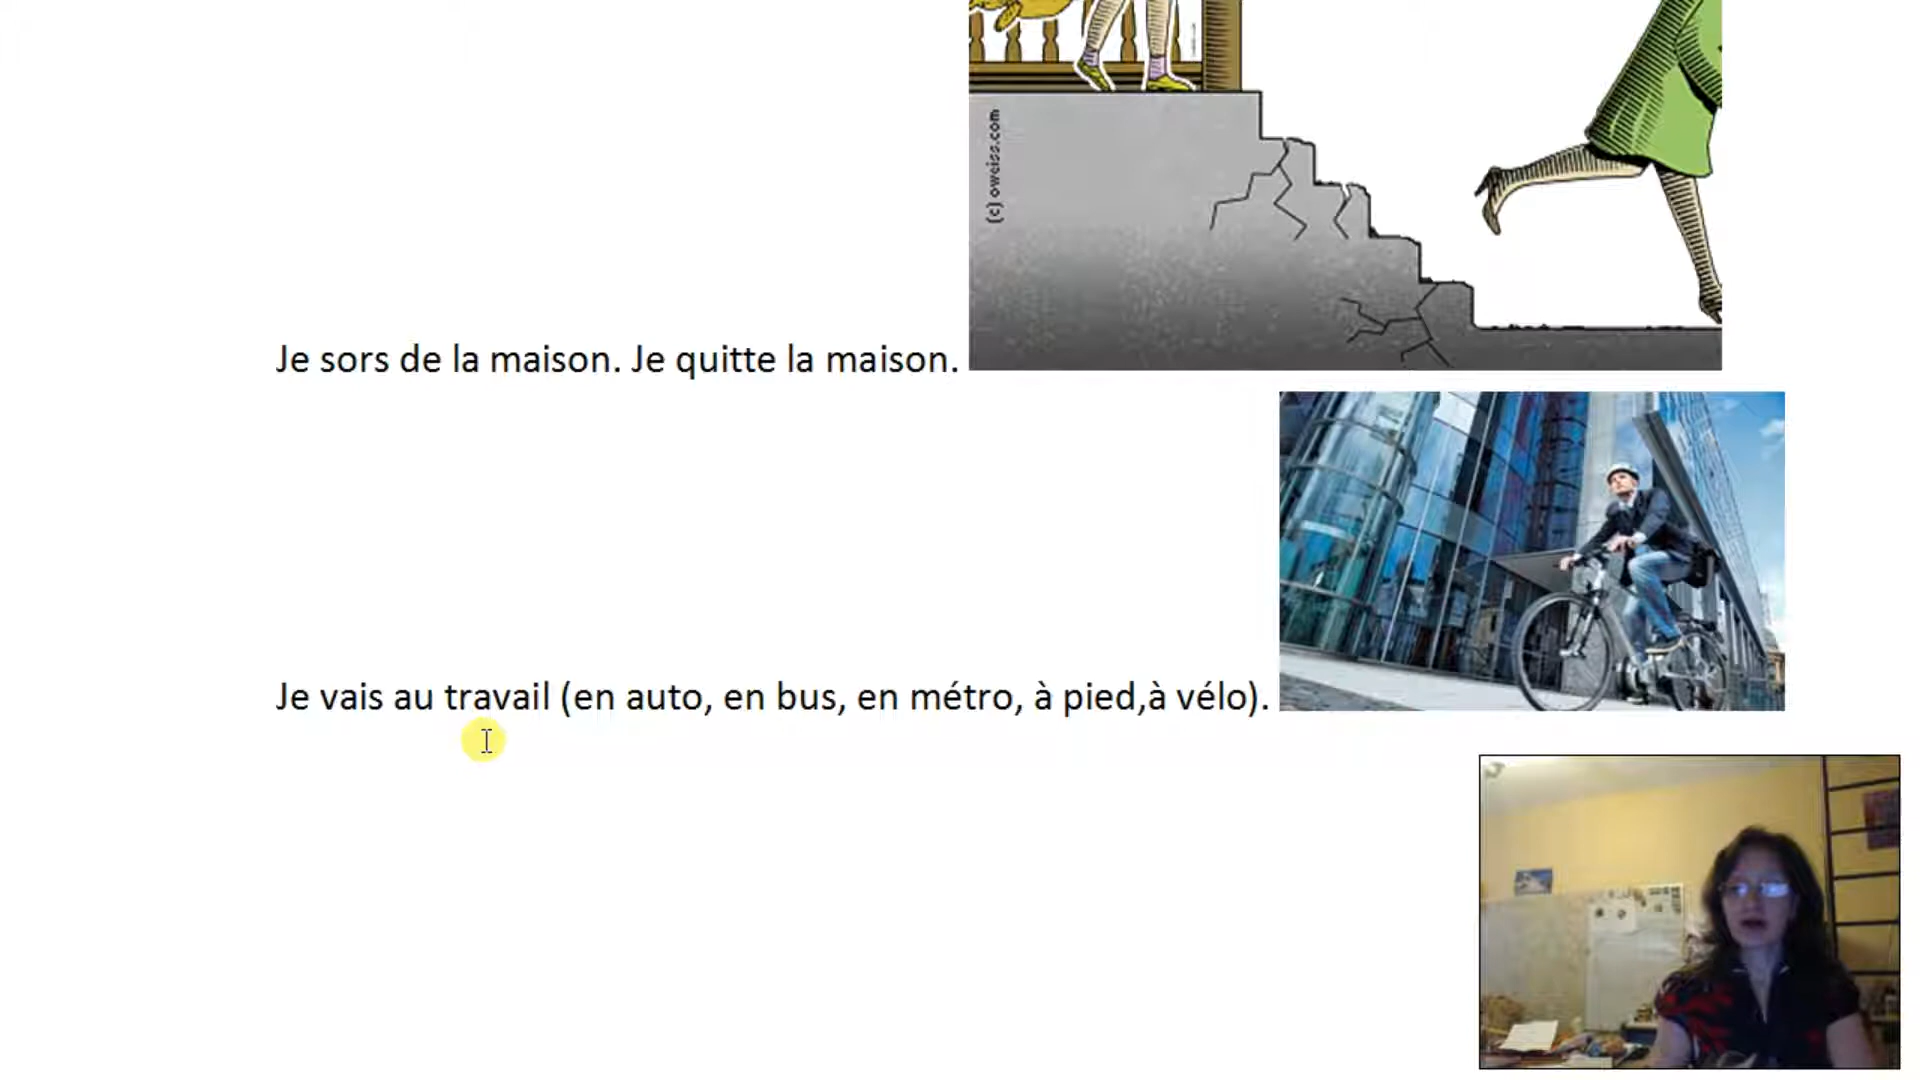 (c) oweiss.com
Je sors de la maison. Je quitte la maison.
Je vais au travail (en auto, en bus, en métro, à pied,à vélo).